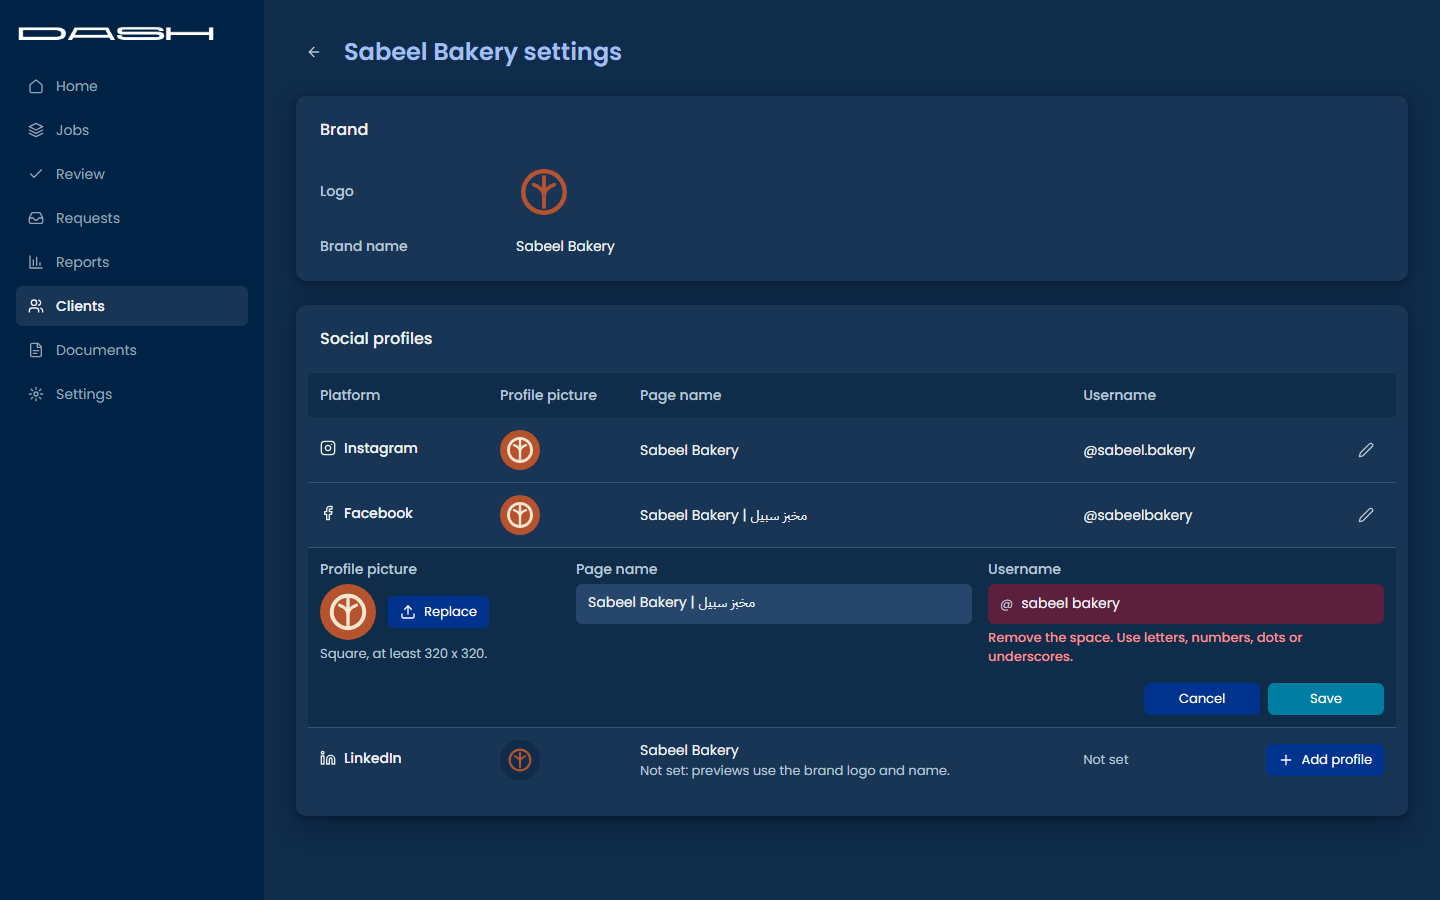 DASH
Home
Jobs
Review
Requests
Reports
Clients
Documents
Settings
Sabeel Bakery settings
Brand
Logo
Brand name Sabeel Bakery
Social profiles
Platform Profile picture Page name Username
Instagram Sabeel Bakery @sabeel.bakery
Facebook Sabeel Bakery | مخبز سبيل @sabeelbakery
Profile picture Page name Username
Replace Sabeel Bakery | مخبز سبيل @ sabeel bakery
Square, at least 320 x 320.
Remove the space. Use letters, numbers, dots or
underscores.
Cancel Save
LinkedIn Sabeel Bakery Not set Add profile
Not set: previews use the brand logo and name.